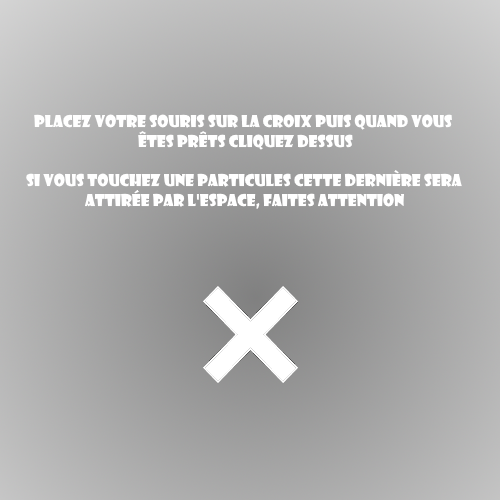 PLACEZ VOTRE SOURIS SUR LA CROIX PUIS QUAND VOUS
ÊTES PRÊTS CLIQUEZ DESSUS
SI VOUS TOUCHEZ UNE PARTICULES CETTE DERNIÈRE SERA
ATTIRÉE PAR L'ESPACE, FAITES ATTENTION